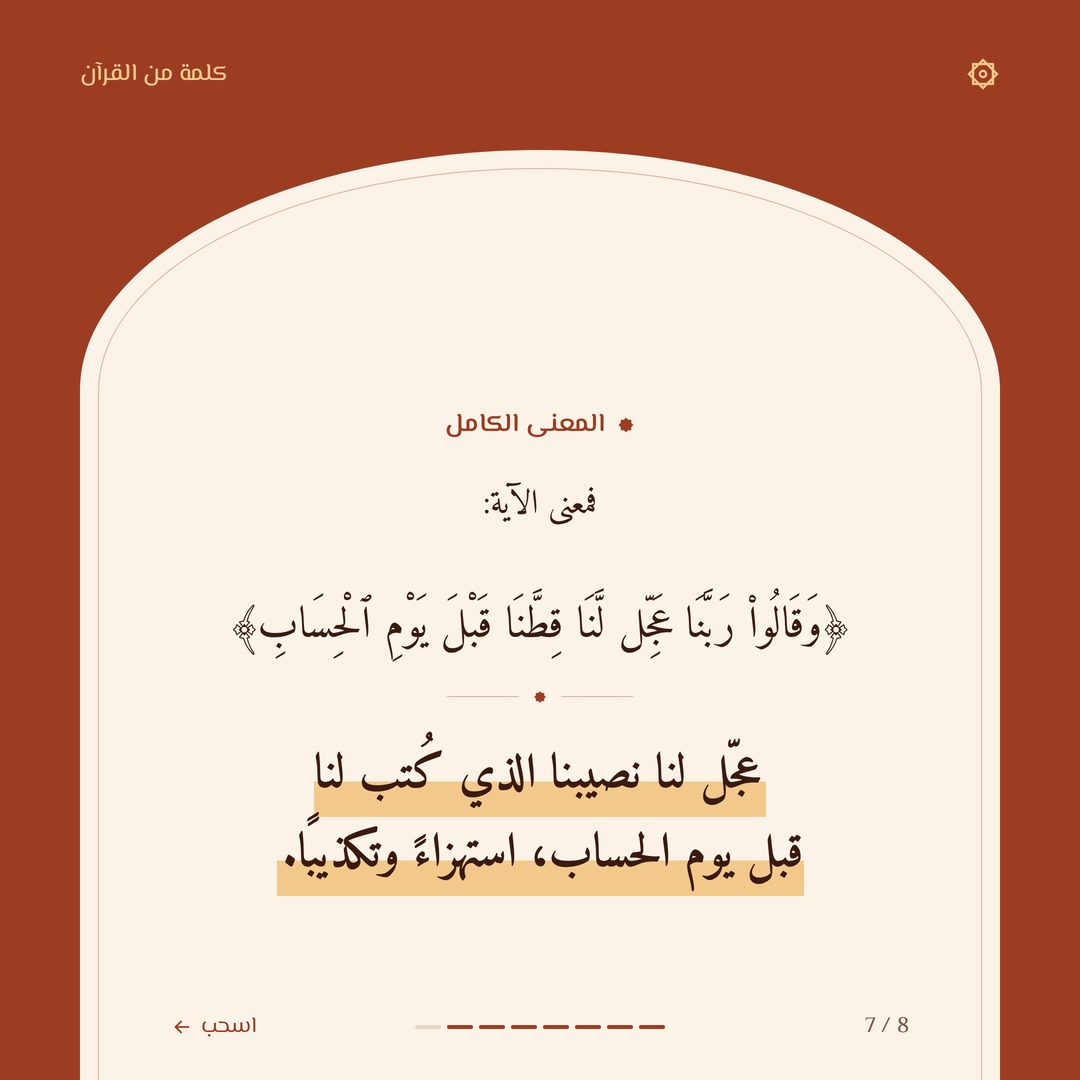 كلمة من القرآن
المعنى الكامل
فمعنى الآية:
﴿وَقَالُوا۟ رَبَّنَا عَجِّل لَّنَا قِطَّنَا قَبْلَ يَوْمِ ٱلْحِسَابِ﴾
عجّل لنا نصيبنا الذي كُتب لنا
قبل يوم الحساب، استهزاءً وتكذيبًا.
7 / 8
اسحب ←